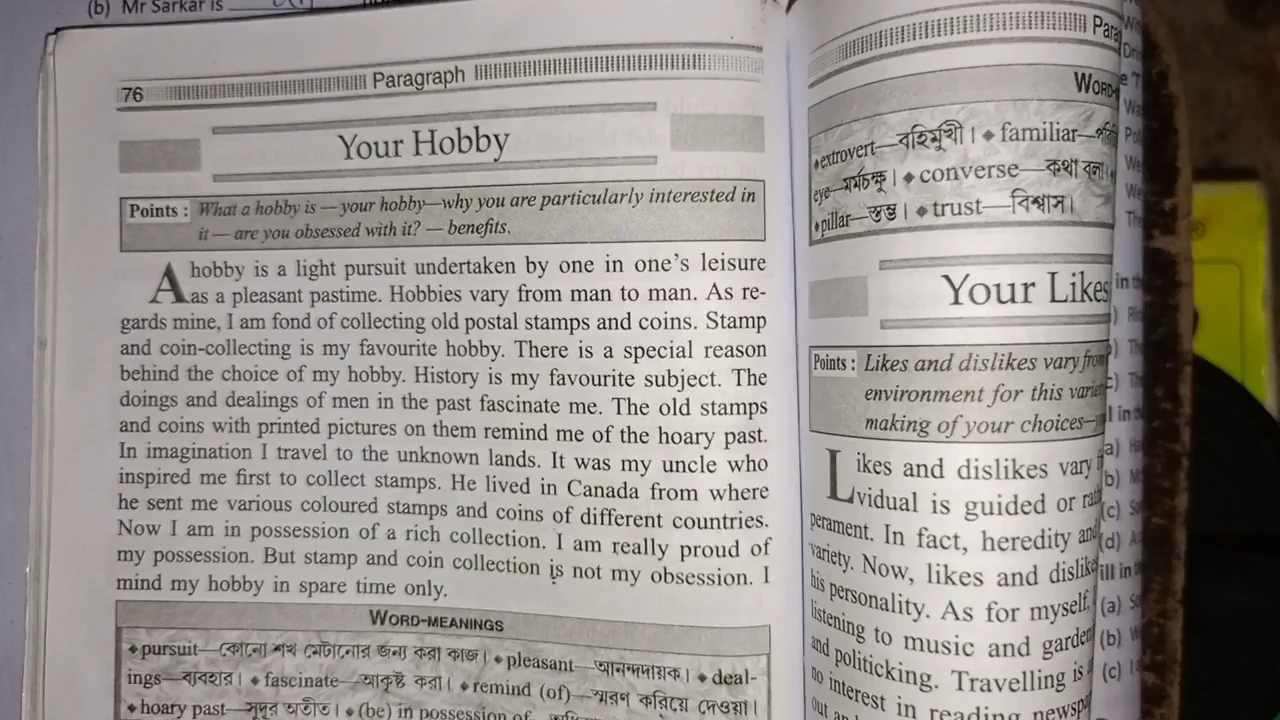 (b) Mr Sarkar is
76 Paragraph
Your Hobby
Points : What a hobby is — your hobby—why you are particularly interested in
it — are you obsessed with it? — benefits.
A hobby is a light pursuit undertaken by one in one's leisure
as a pleasant pastime. Hobbies vary from man to man. As re-
gards mine, I am fond of collecting old postal stamps and coins. Stamp
and coin-collecting is my favourite hobby. There is a special reason
behind the choice of my hobby. History is my favourite subject. The
doings and dealings of men in the past fascinate me. The old stamps
and coins with printed pictures on them remind me of the hoary past.
In imagination I travel to the unknown lands. It was my uncle who
inspired me first to collect stamps. He lived in Canada from where
he sent me various coloured stamps and coins of different countries.
Now I am in possession of a rich collection. I am really proud of
my possession. But stamp and coin collection is not my obsession. I
mind my hobby in spare time only.
WORD-MEANINGS
♦pursuit—কোনো শখ মেটানোর জন্য করা কাজ। ♦pleasant—আনন্দদায়ক। ♦deal-
ings—ব্যবহার। ♦fascinate—আকৃষ্ট করা। ♦remind (of)—স্মরণ করিয়ে দেওয়া।
♦hoary past—সুদূর অতীত। ♦(be) in possession of
Para
WORD-
♦extrovert—বহির্মুখী। ♦familiar—
eye—মর্মচক্ষু। ♦converse—কথা বলা।
♦pillar—স্তম্ভ। ♦trust—বিশ্বাস।
Your Likes
Points : Likes and dislikes vary from
environment for this
making of your choices—
Likes and dislikes vary
vidual is guided or
perament. In fact, heredity and
variety. Now, likes and
his personality. As for myself,
listening to music and
and politicking. Travelling is
no interest in reading
out
in
(a)
(b)
(c)
(d)
ill in
(a)
(b)
(c)